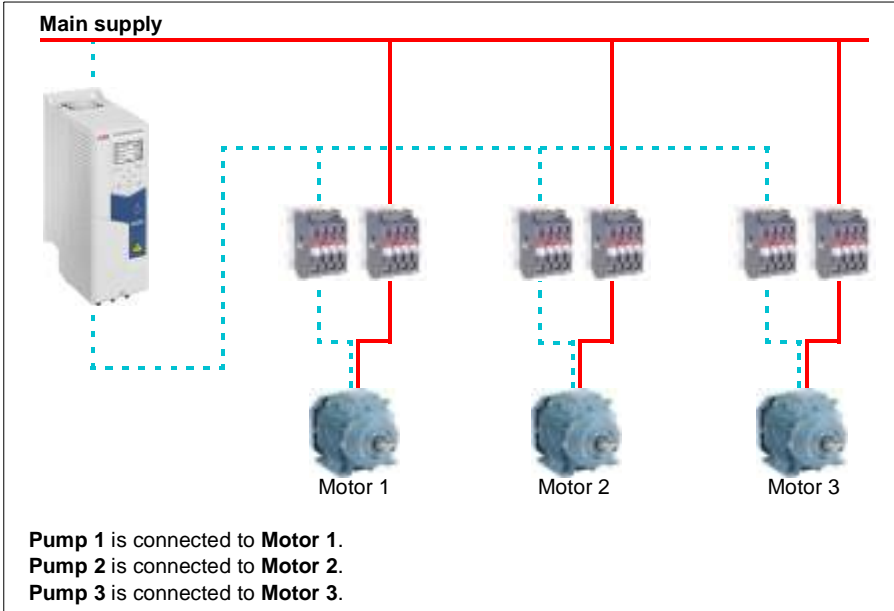 Main supply
Motor 1 Motor 2 Motor 3
Pump 1 is connected to Motor 1.
Pump 2 is connected to Motor 2.
Pump 3 is connected to Motor 3.